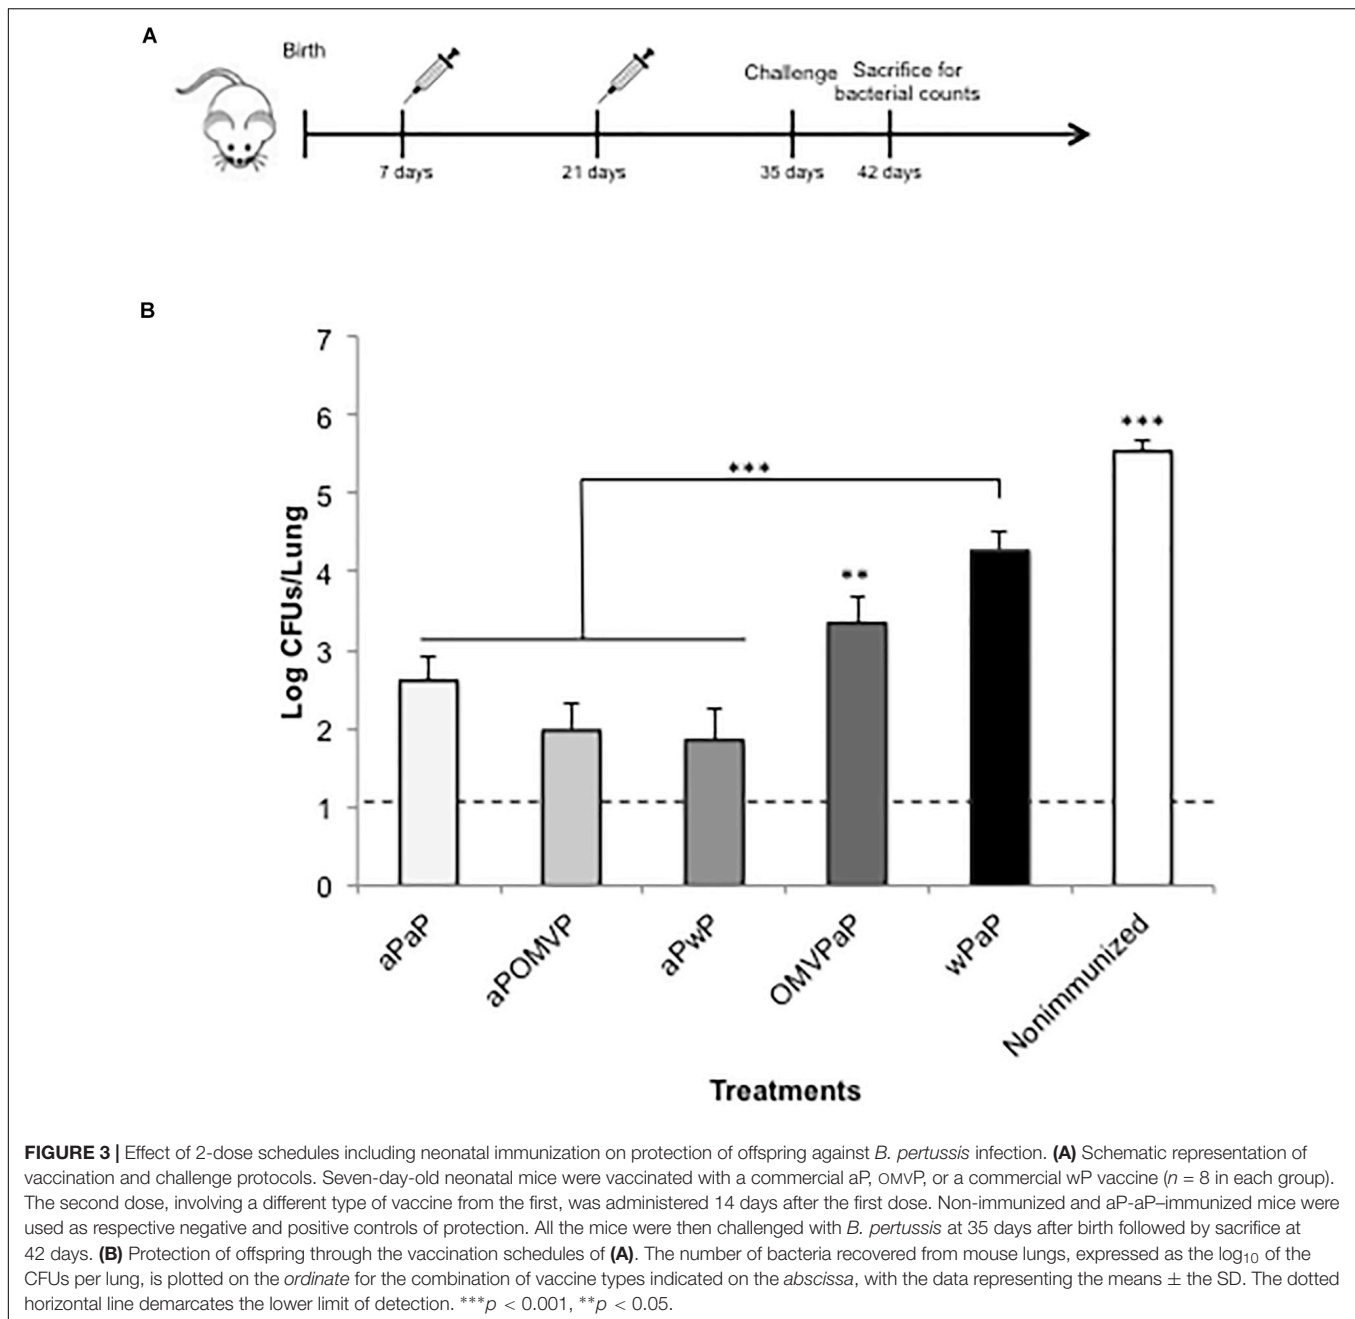 A
Birth
Challenge
Sacrifice for
bacterial counts
7 days
21 days
35 days
42 days
B
7
6
5
4
3
2
1
0
Log CFUs/Lung
***
**
***
aPaP
aPOMVP
aPwP
OMVPaP
wPaP
Nonimmunized
Treatments
FIGURE 3 | Effect of 2-dose schedules including neonatal immunization on protection of offspring against B. pertussis infection. (A) Schematic representation of
vaccination and challenge protocols. Seven-day-old neonatal mice were vaccinated with a commercial aP, OMVP, or a commercial wP vaccine (n = 8 in each group).
The second dose, involving a different type of vaccine from the first, was administered 14 days after the first dose. Non-immunized and aP-aP–immunized mice were
used as respective negative and positive controls of protection. All the mice were then challenged with B. pertussis at 35 days after birth followed by sacrifice at
42 days. (B) Protection of offspring through the vaccination schedules of (A). The number of bacteria recovered from mouse lungs, expressed as the log10 of the
CFUs per lung, is plotted on the ordinate for the combination of vaccine types indicated on the abscissa, with the data representing the means ± the SD. The dotted
horizontal line demarcates the lower limit of detection. ***p < 0.001, **p < 0.05.